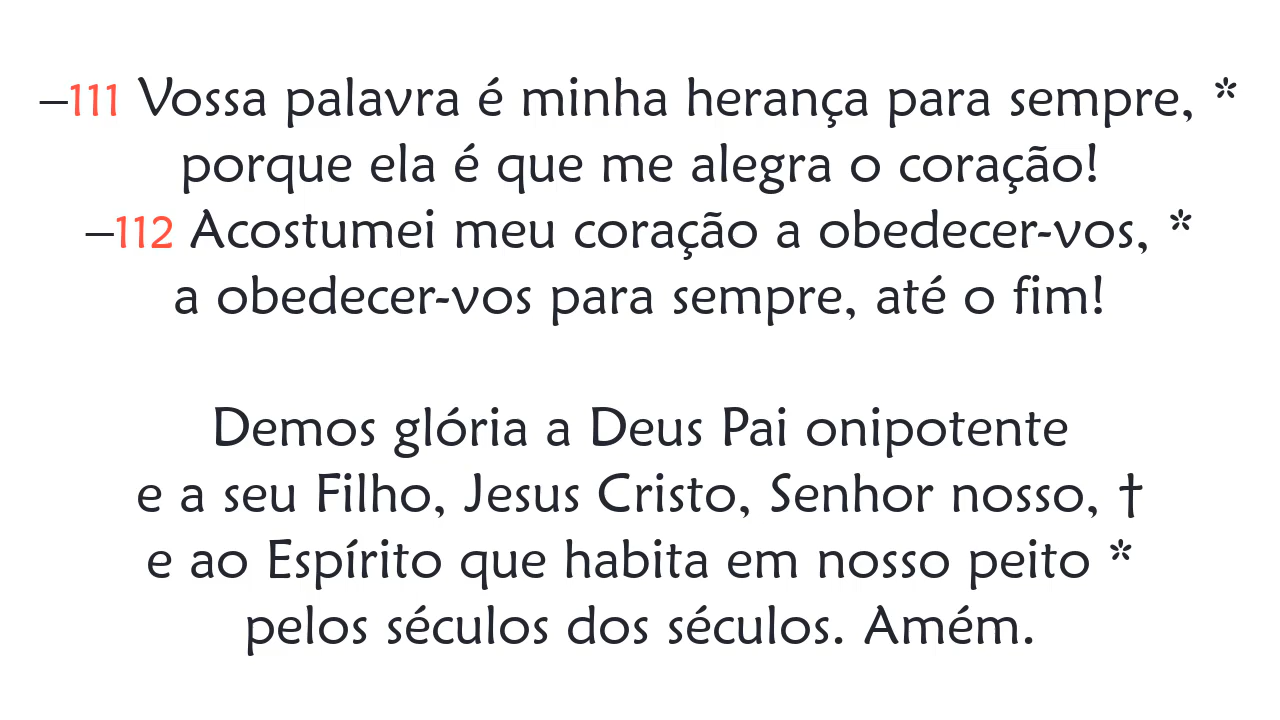 –111 Vossa palavra é minha herança para sempre, *
porque ela é que me alegra o coração!
–112 Acostumei meu coração a obedecer-vos, *
a obedecer-vos para sempre, até o fim!
Demos glória a Deus Pai onipotente
e a seu Filho, Jesus Cristo, Senhor nosso, †
e ao Espírito que habita em nosso peito *
pelos séculos dos séculos. Amém.